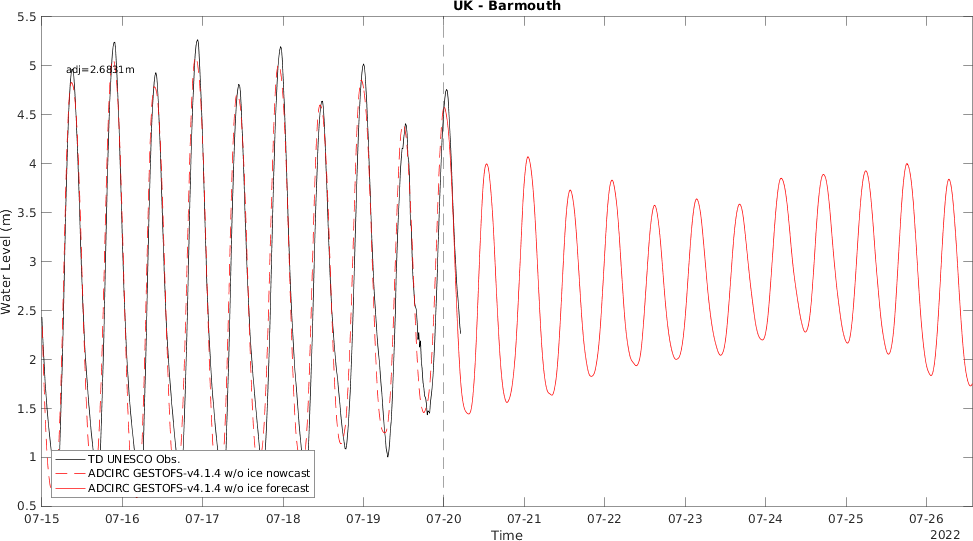 UK - Barmouth
5.5
5
4.5
4
3.5
3
2.5
2
1.5
1
0.5
Water Level (m)
adj=2.6831m
TD UNESCO Obs.
ADCIRC GESTOFS-v4.1.4 w/o ice nowcast
ADCIRC GESTOFS-v4.1.4 w/o ice forecast
07-15 07-16 07-17 07-18 07-19 07-20 07-21 07-22 07-23 07-24 07-25 07-26
Time
2022